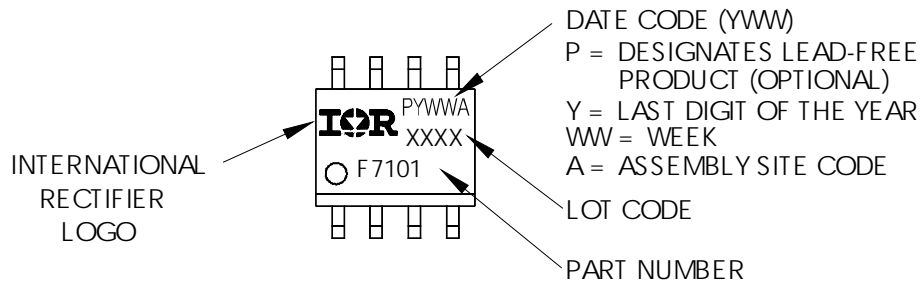 DATE CODE (YWW)
P = DESIGNATES LEAD-FREE
PRODUCT (OPTIONAL)
Y = LAST DIGIT OF THE YEAR
WW = WEEK
A = ASSEMBLY SITE CODE
LOT CODE
PART NUMBER
INTERNATIONAL
RECTIFIER
LOGO
PYWWA
IOR
XXXX
F7101